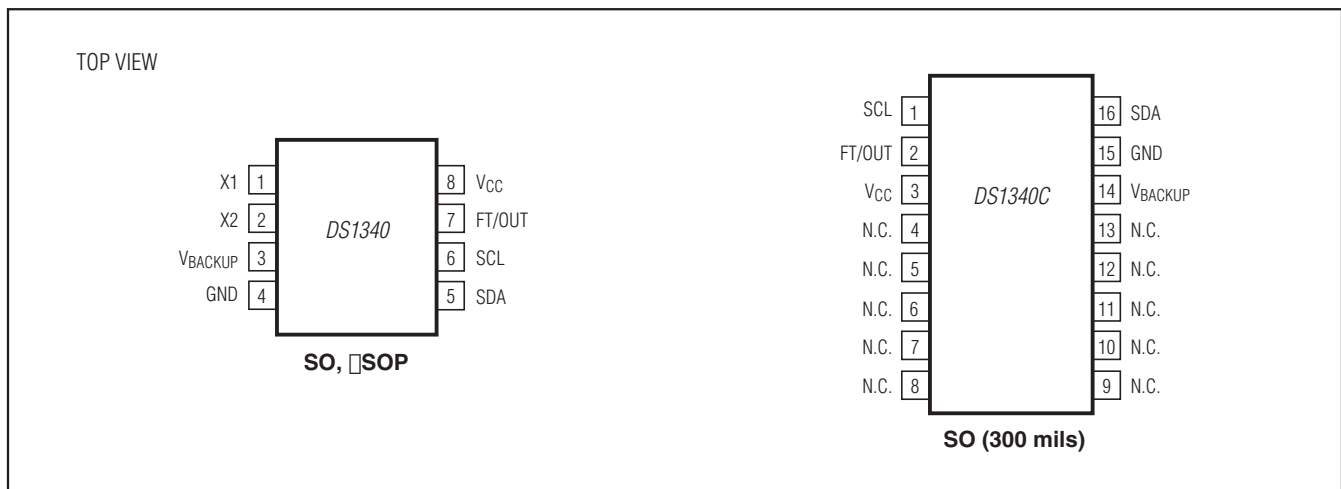 TOP VIEW
X1 1
X2 2
VBACKUP 3
GND 4
DS1340
8 VCC
7 FT/OUT
6 SCL
5 SDA
SO, □SOP
SCL 1
FT/OUT 2
VCC 3
N.C. 4
N.C. 5
N.C. 6
N.C. 7
N.C. 8
DS1340C
16 SDA
15 GND
14 VBACKUP
13 N.C.
12 N.C.
11 N.C.
10 N.C.
9 N.C.
SO (300 mils)